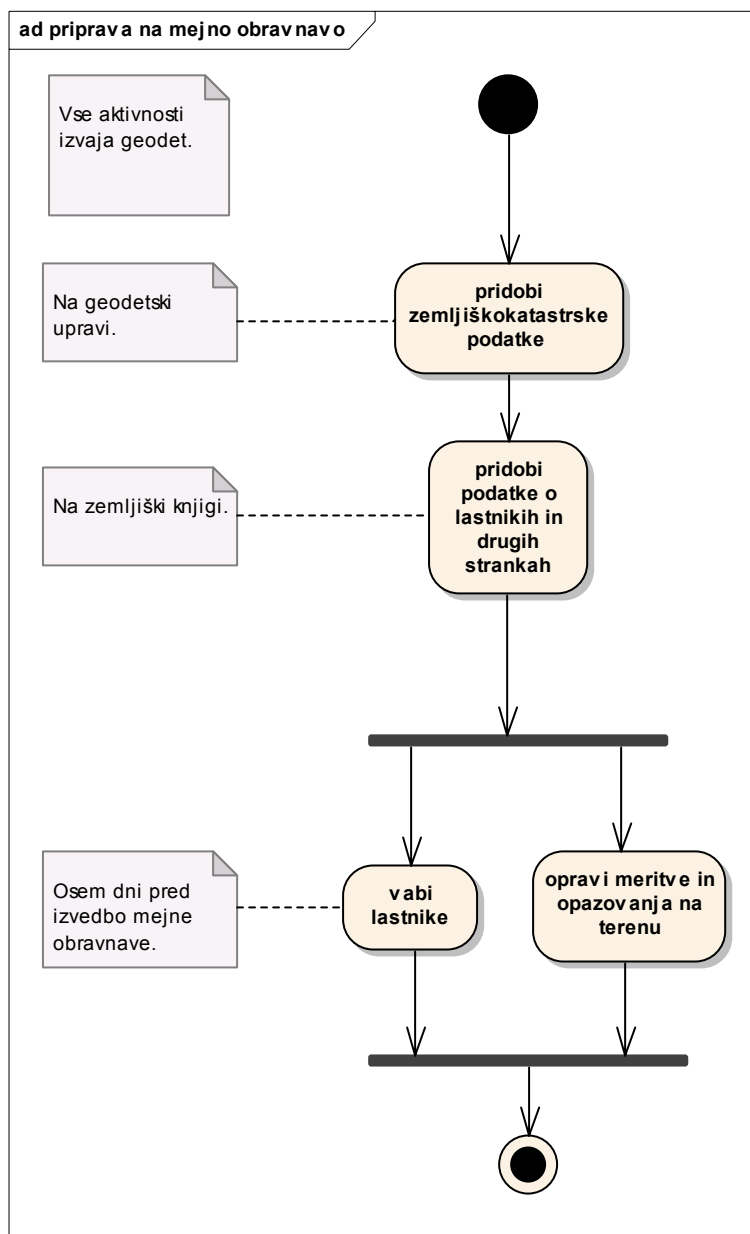 ad priprava na mejno obravnavo
Vse aktivnosti
izvaja geodet.
Na geodetski
upravi.
pridobi
zemljiškokatastrske
podatke
Na zemljiški knjigi.
pridobi
podatke o
lastnikih in
drugih
strankah
Osem dni pred
izvedbo mejne
obravnave.
vabi
lastnike
opravi meritve in
opazovanja na
terenu